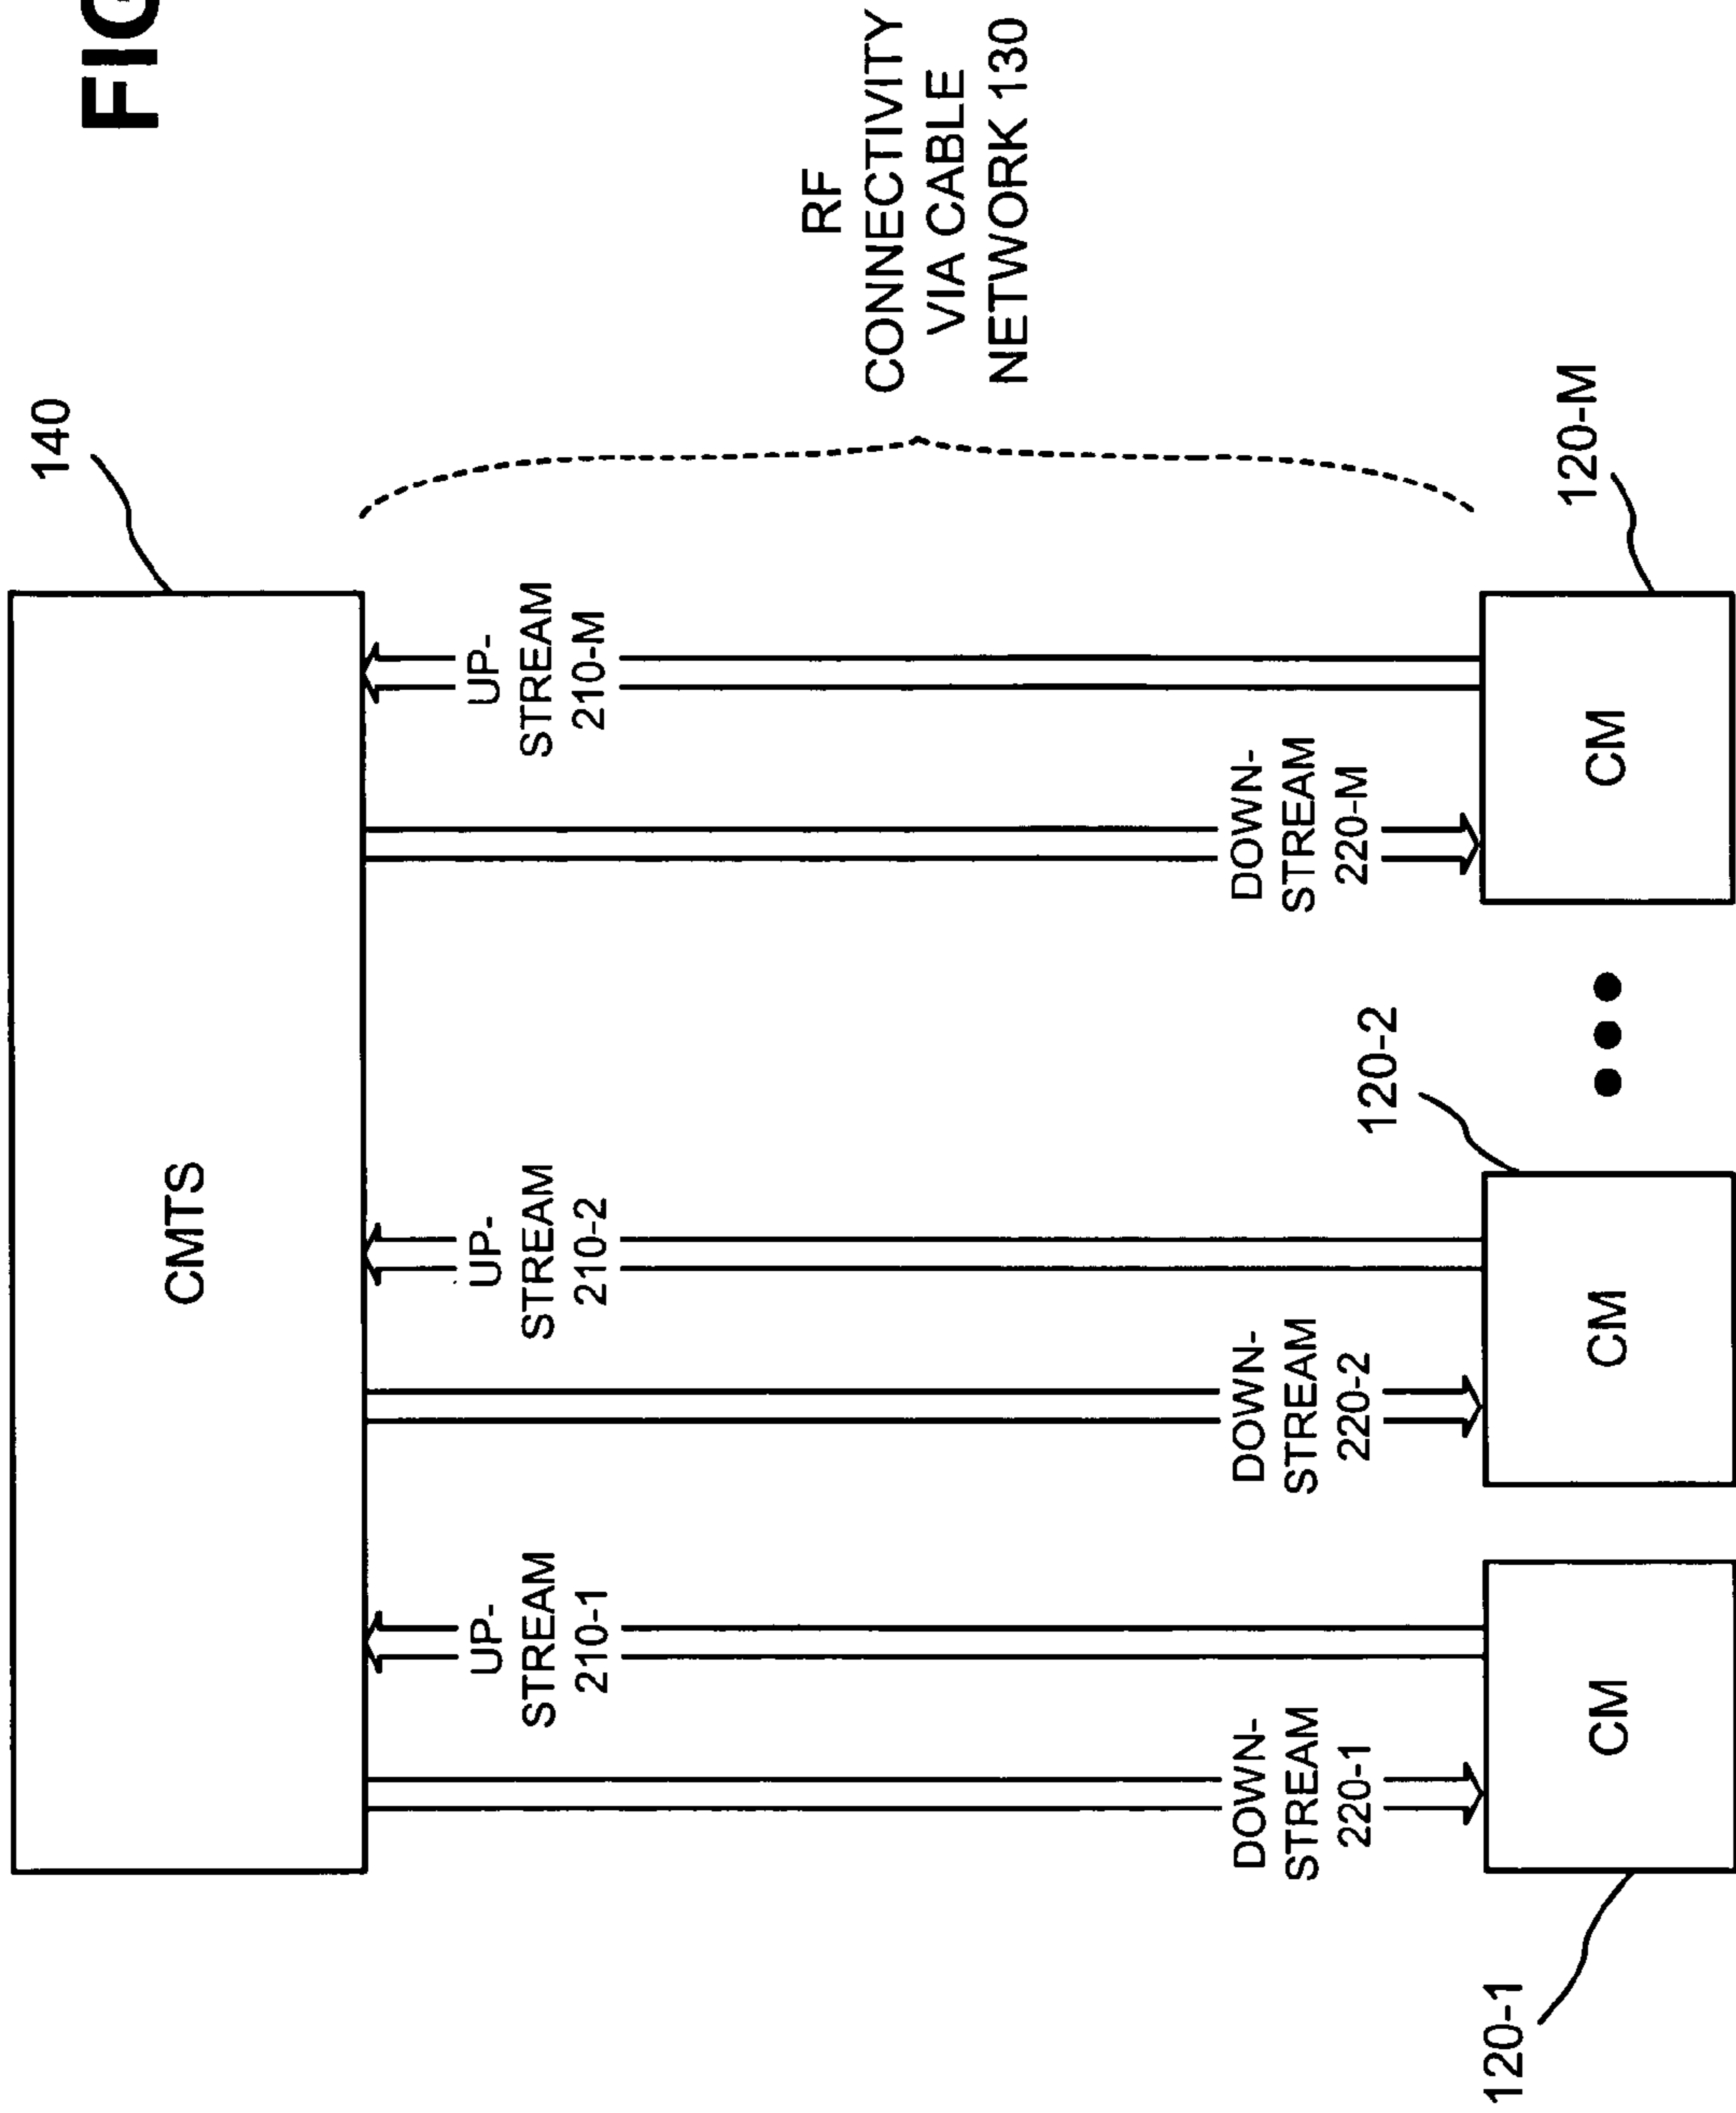 FIG
140
CMTS
RF
CONNECTIVITY
VIA CABLE
NETWORK 130
UP-
STREAM
210-1
UP-
STREAM
210-2
UP-
STREAM
210-M
DOWN-
STREAM
220-1
DOWN-
STREAM
220-2
DOWN-
STREAM
220-M
120-1
CM
120-2
CM
120-M
CM